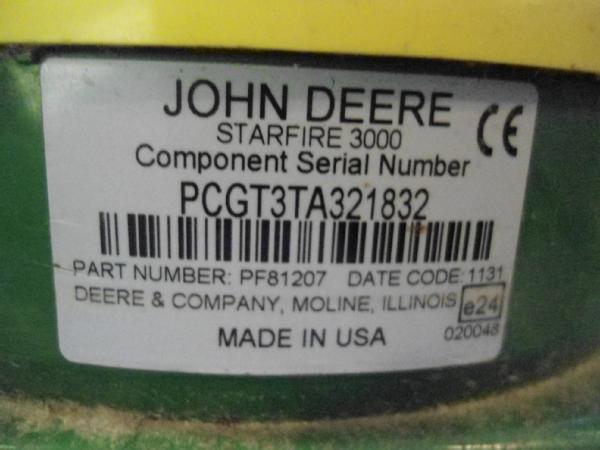 JOHN DEERE
STARFIRE 3000
CE
Component Serial Number
PCGT3TA321832
PART NUMBER: PF81207 DATE CODE: 1131
DEERE & COMPANY, MOLINE, ILLINOIS e24
MADE IN USA 020048